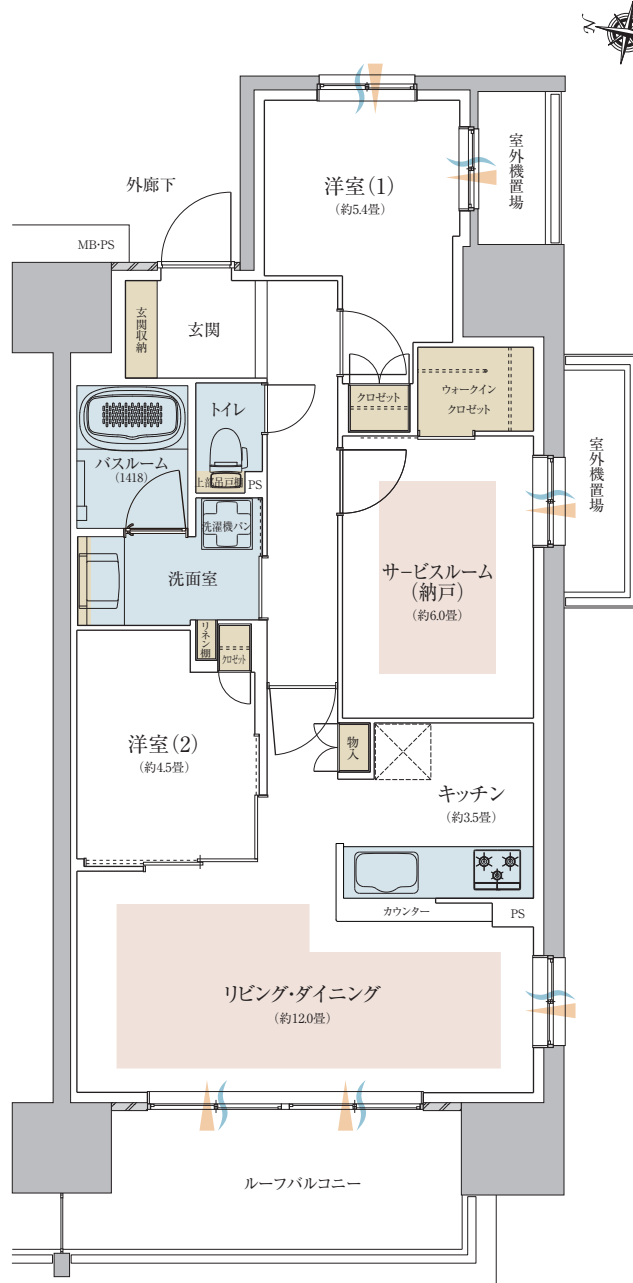 N
室外機置場
洋室(1)
(約5.4畳)
外廊下
MB・PS
玄関収納
玄関
クロゼット
ウォークイン
クロゼット
トイレ
バスルーム
(1418)
上部吊戸棚
PS
室外機置場
洗濯機パン
洗面室
サービスルーム
(納戸)
(約6.0畳)
リネン棚
クロゼット
洋室(2)
(約4.5畳)
物入
キッチン
(約3.5畳)
カウンター
PS
リビング・ダイニング
(約12.0畳)
ルーフバルコニー